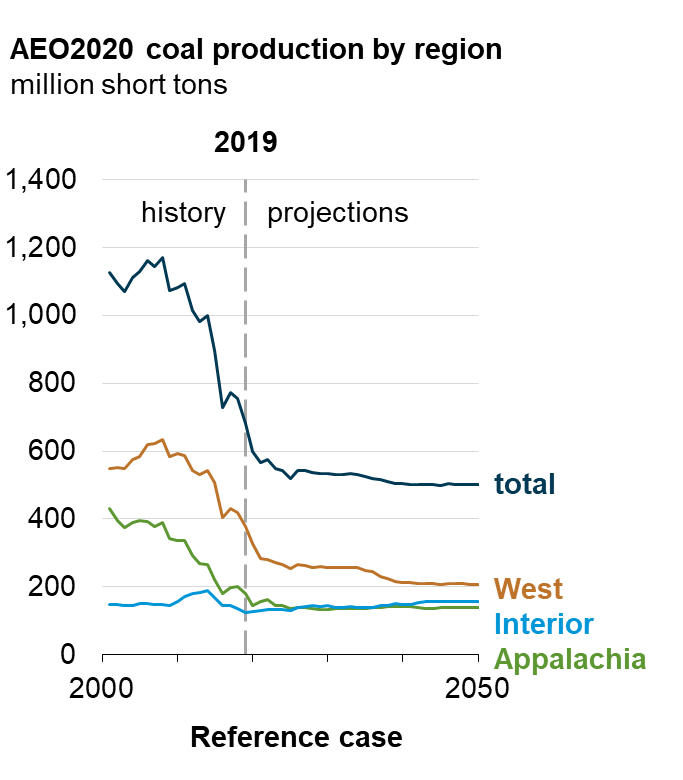 AEO2020 coal production by region
million short tons
2019
1,400
history projections
1,200
1,000
800
600
total
400
200
West
Interior
0
Appalachia
2000 2050
Reference case